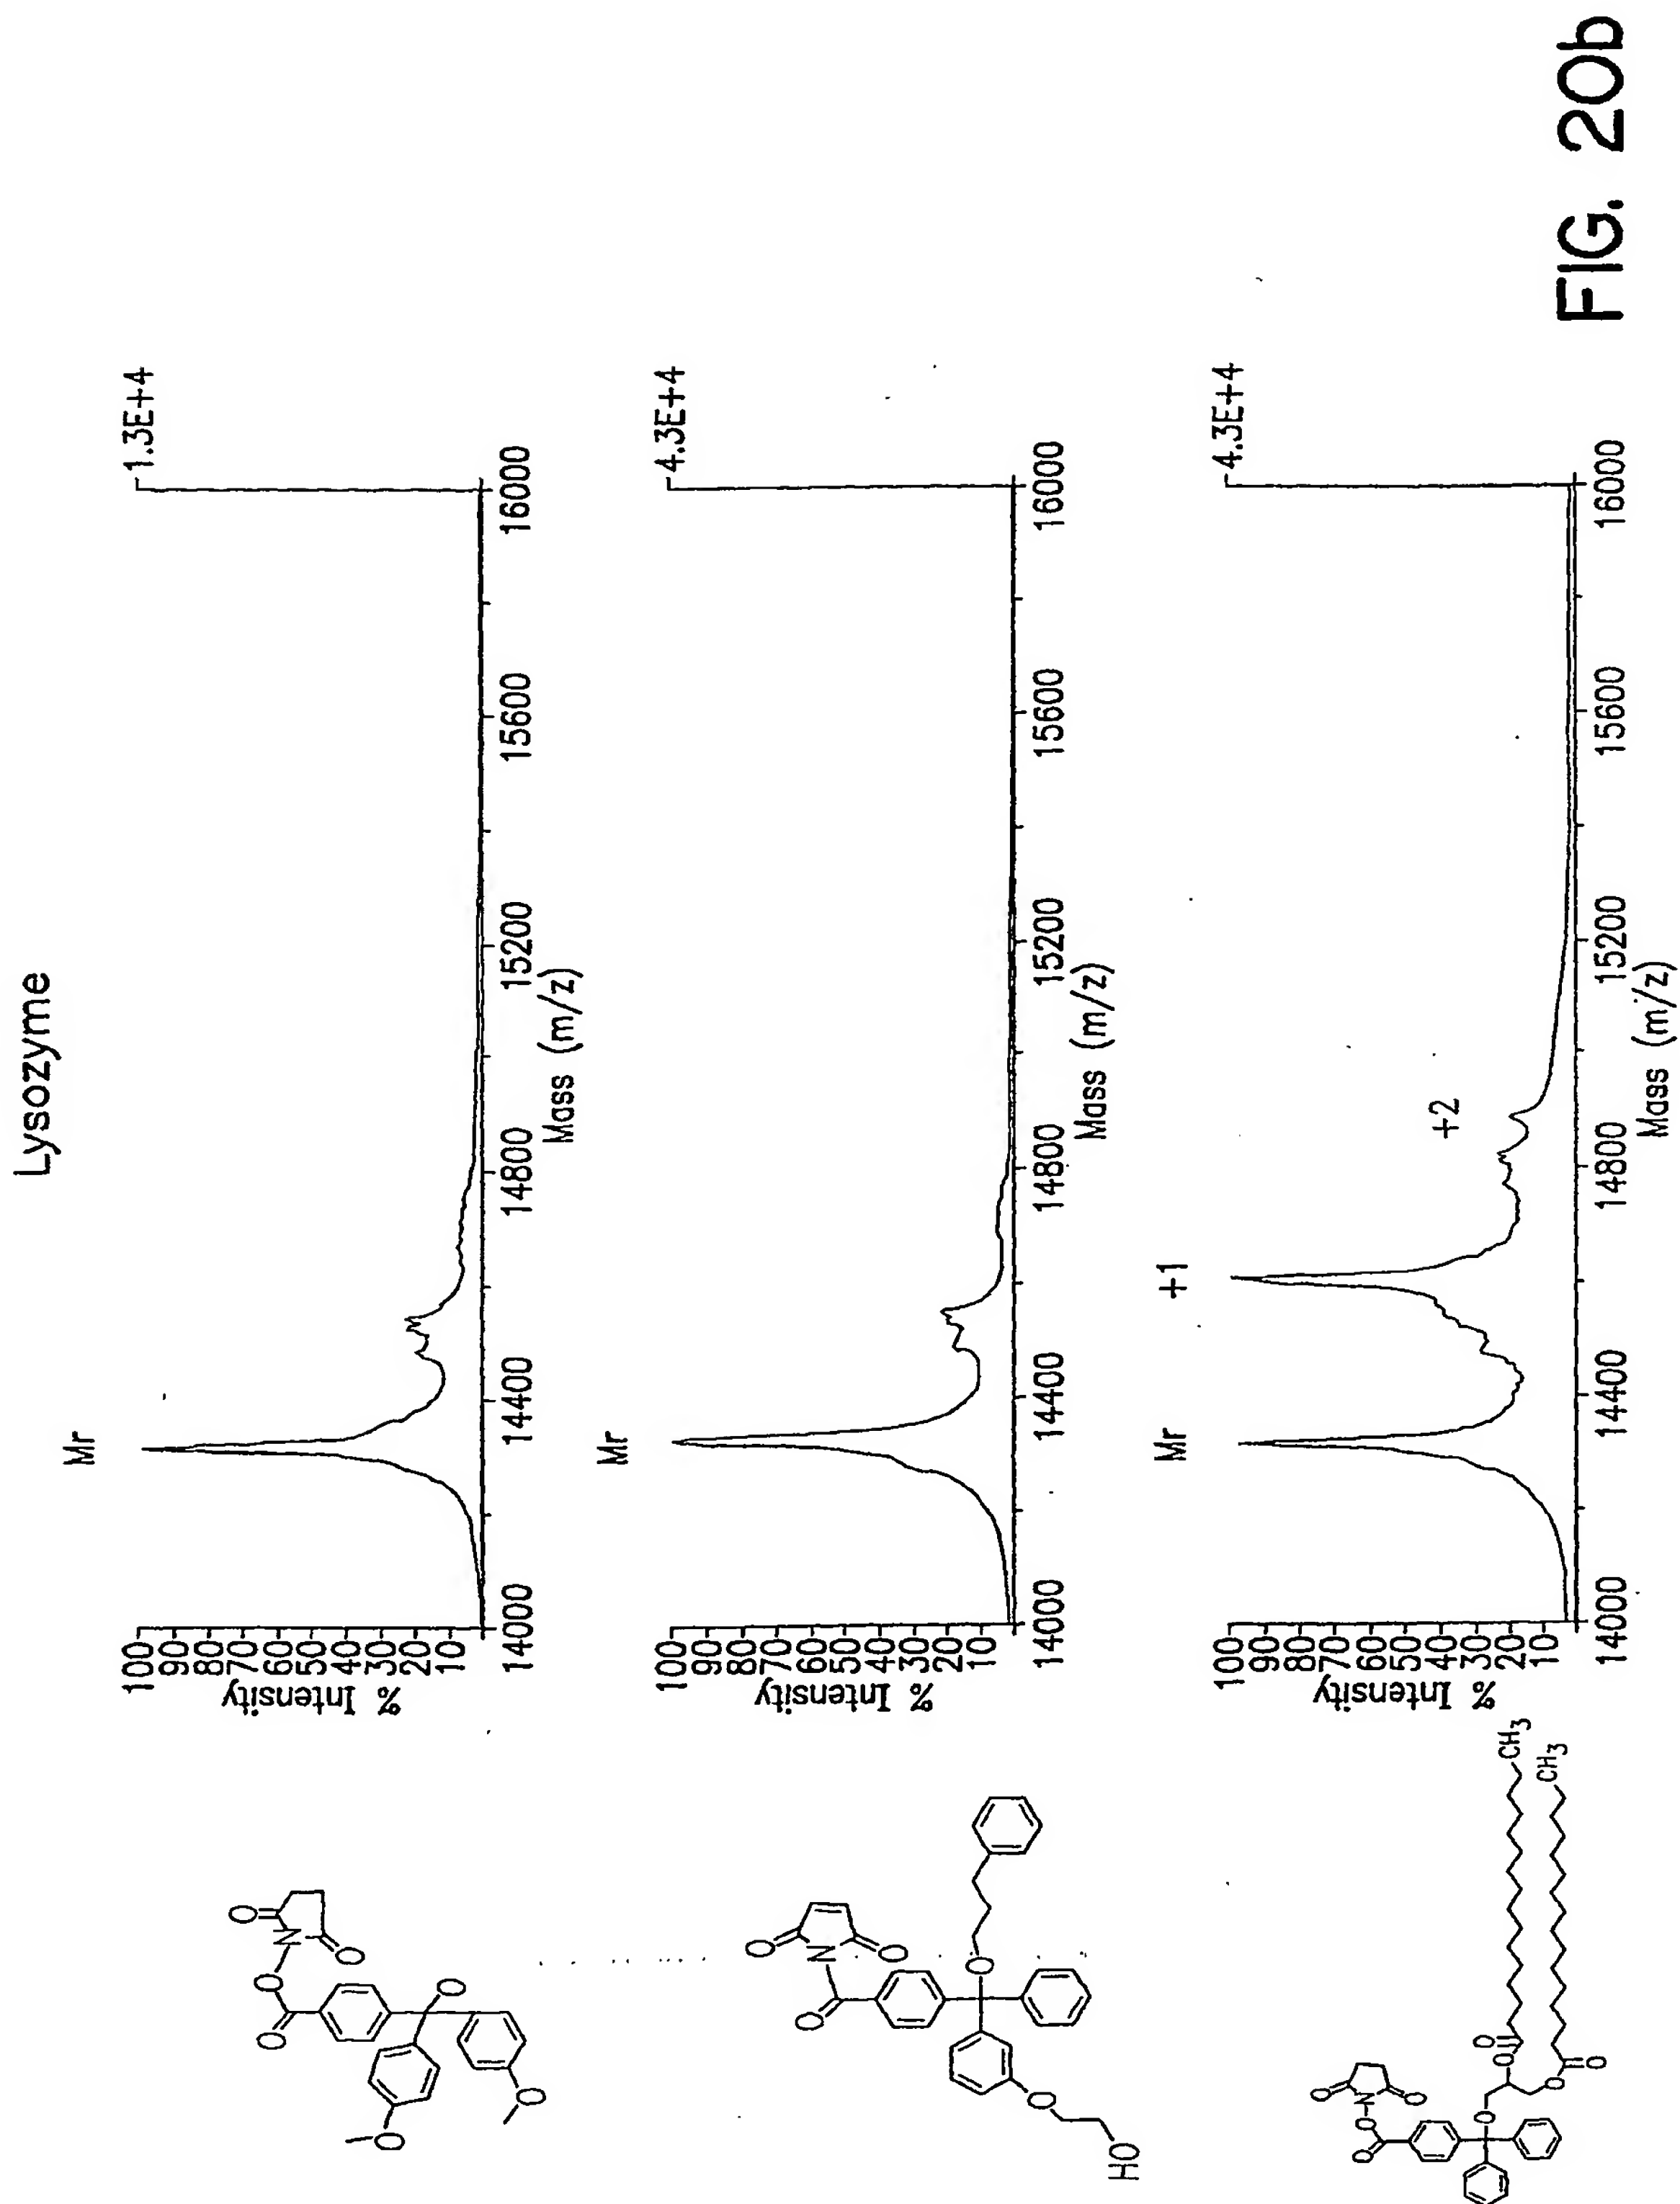 Lysozyme
Mr
% Intensity
100
90
80
70
60
50
40
30
20
10
1.3E+4
14000
14400
14800
15200
15600
16000
Mass (m/z)
O
O
N
O
O
O
O
O
O
Mr
% Intensity
100
90
80
70
60
50
40
30
20
10
4.3E+4
14000
14400
14800
15200
15600
16000
Mass (m/z)
O
O
N
O
O
O
HO
Mr
+1
+2
% Intensity
100
90
80
70
60
50
40
30
20
10
4.3E+4
14000
14400
14800
15200
15600
16000
Mass (m/z)
O
N
O
O
O
O
O
O
O
O
CH3
CH3
FIG. 20b